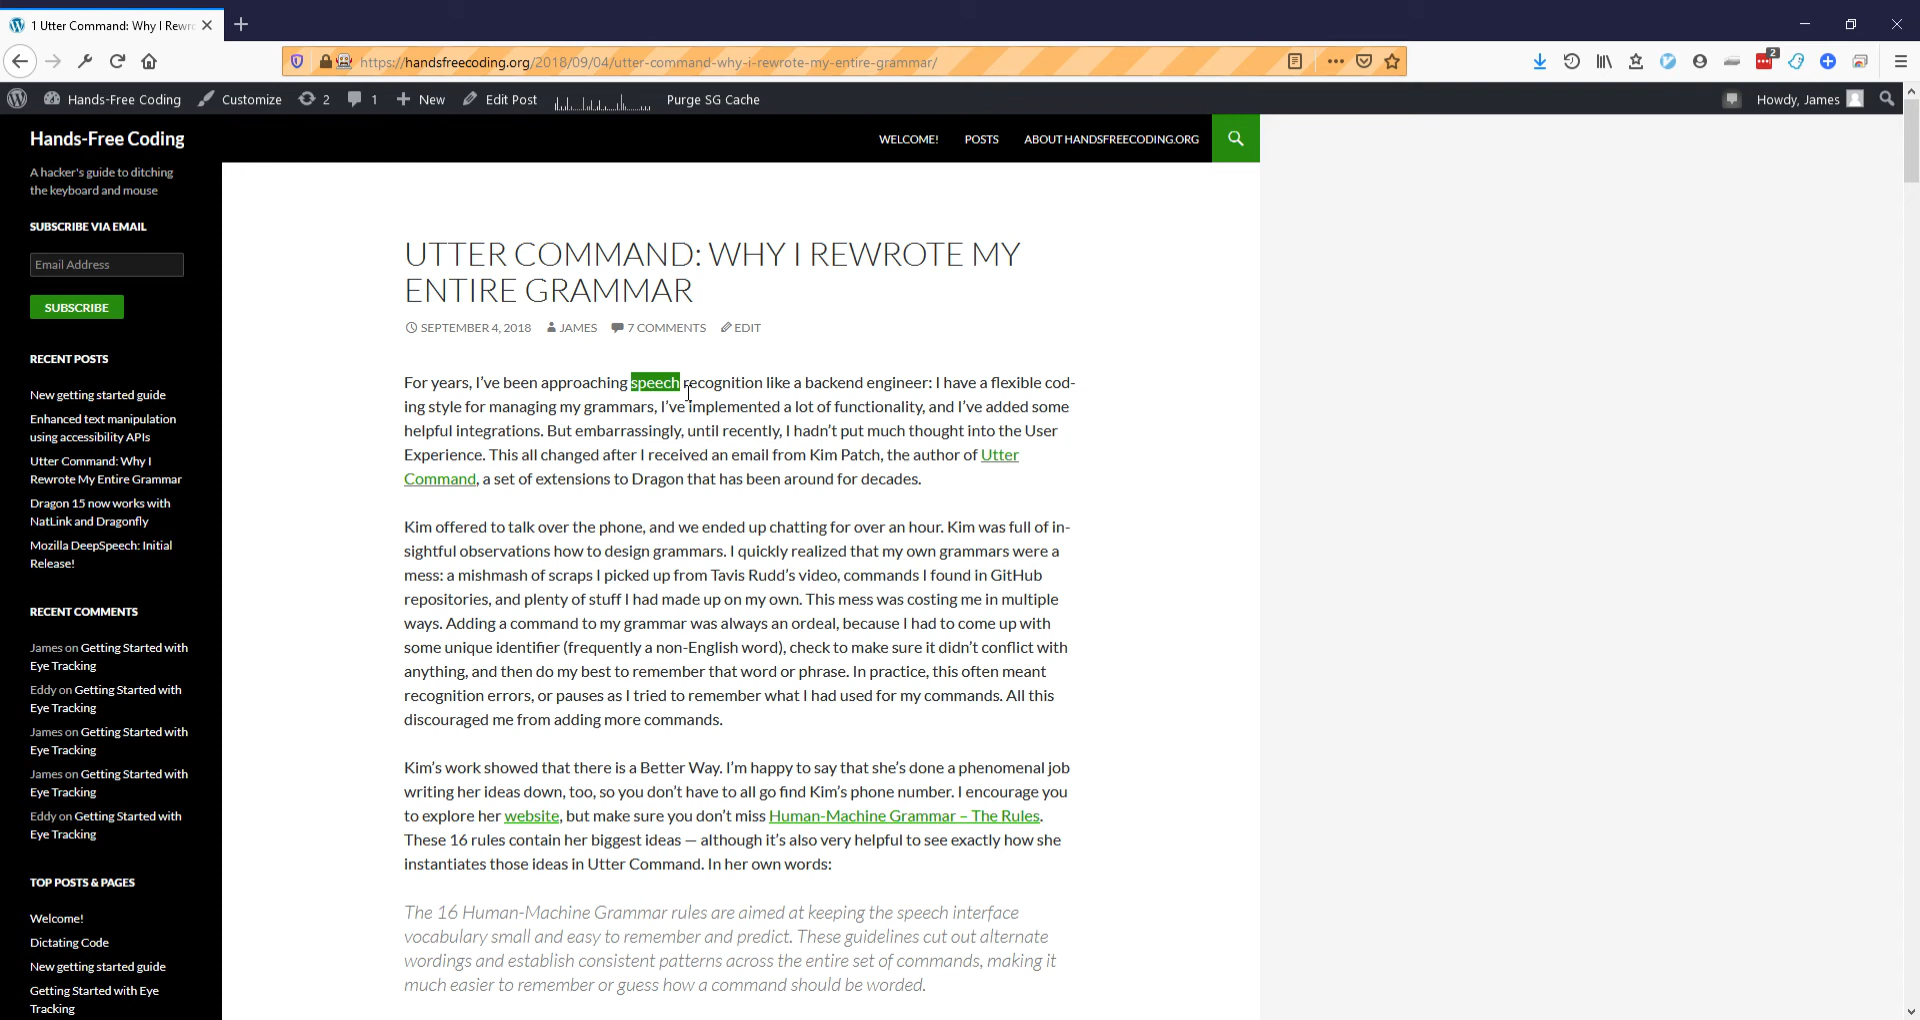 1 Utter Command: Why I Rewro
https://handsfreecoding.org/2018/09/04/utter-command-why-i-rewrote-my-entire-grammar/
2
Hands-Free Coding
Customize
2
1
New
Edit Post
Purge SG Cache
Howdy, James
Hands-Free Coding
WELCOME!
POSTS
ABOUT HANDSFREECODING.ORG
A hacker's guide to ditching
the keyboard and mouse
SUBSCRIBE VIA EMAIL
Email Address
SUBSCRIBE
RECENT POSTS
New getting started guide
Enhanced text manipulation
using accessibility APIs
Utter Command: Why I
Rewrote My Entire Grammar
Dragon 15 now works with
NatLink and Dragonfly
Mozilla DeepSpeech: Initial
Release!
RECENT COMMENTS
James on Getting Started with
Eye Tracking
Eddy on Getting Started with
Eye Tracking
James on Getting Started with
Eye Tracking
James on Getting Started with
Eye Tracking
Eddy on Getting Started with
Eye Tracking
TOP POSTS & PAGES
Welcome!
Dictating Code
New getting started guide
Getting Started with Eye
Tracking
UTTER COMMAND: WHY I REWROTE MY
ENTIRE GRAMMAR
SEPTEMBER 4, 2018
JAMES
7 COMMENTS
EDIT
For years, I've been approaching speech recognition like a backend engineer: I have a flexible cod-
ing style for managing my grammars, I've implemented a lot of functionality, and I've added some
helpful integrations. But embarrassingly, until recently, I hadn't put much thought into the User
Experience. This all changed after I received an email from Kim Patch, the author of Utter
Command, a set of extensions to Dragon that has been around for decades.
Kim offered to talk over the phone, and we ended up chatting for over an hour. Kim was full of in-
sightful observations how to design grammars. I quickly realized that my own grammars were a
mess: a mishmash of scraps I picked up from Tavis Rudd's video, commands I found in GitHub
repositories, and plenty of stuff I had made up on my own. This mess was costing me in multiple
ways. Adding a command to my grammar was always an ordeal, because I had to come up with
some unique identifier (frequently a non-English word), check to make sure it didn't conflict with
anything, and then do my best to remember that word or phrase. In practice, this often meant
recognition errors, or pauses as I tried to remember what I had used for my commands. All this
discouraged me from adding more commands.
Kim's work showed that there is a Better Way. I'm happy to say that she's done a phenomenal job
writing her ideas down, too, so you don't have to all go find Kim's phone number. I encourage you
to explore her website, but make sure you don't miss Human-Machine Grammar – The Rules.
These 16 rules contain her biggest ideas — although it's also very helpful to see exactly how she
instantiates those ideas in Utter Command. In her own words:
The 16 Human-Machine Grammar rules are aimed at keeping the speech interface
vocabulary small and easy to remember and predict. These guidelines cut out alternate
wordings and establish consistent patterns across the entire set of commands, making it
much easier to remember or guess how a command should be worded.